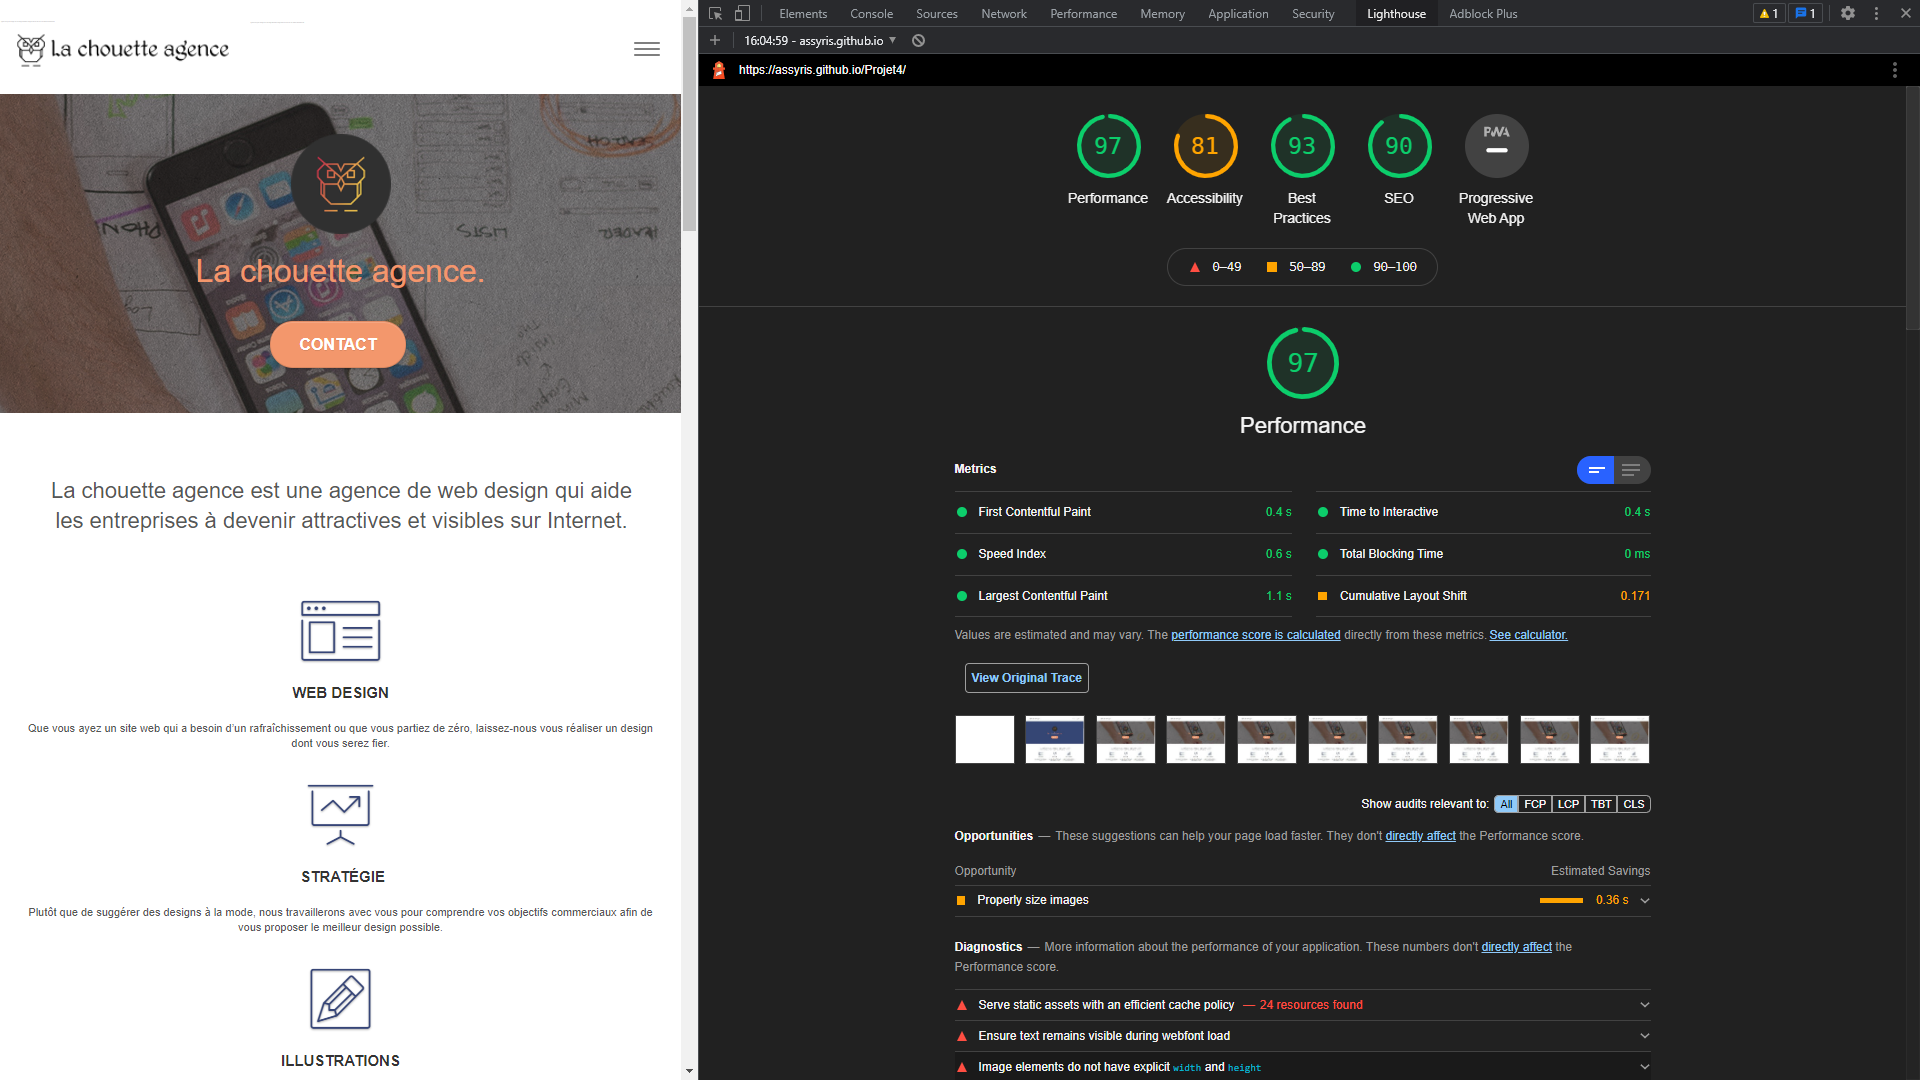 La chouette agence
La chouette agence.
CONTACT
La chouette agence est une agence de web design qui aide
les entreprises à devenir attractives et visibles sur Internet.
WEB DESIGN
Que vous ayez un site web qui a besoin d'un rafraîchissement ou que vous partiez de zéro, laissez-nous vous réaliser un design
dont vous serez fier.
STRATÉGIE
Plutôt que de suggérer des designs à la mode, nous travaillerons avec vous pour comprendre vos objectifs commerciaux afin de
vous proposer le meilleur design possible.
ILLUSTRATIONS
Elements Console Sources Network Performance Memory Application Security Lighthouse Adblock Plus
1 1
16:04:59 - assyris.github.io
https://assyris.github.io/Projet4/
97 81 93 90 PWA
Performance Accessibility Best Practices SEO Progressive Web App
0–49 50–89 90–100
97
Performance
Metrics
First Contentful Paint 0.4 s
Time to Interactive 0.4 s
Speed Index 0.6 s
Total Blocking Time 0 ms
Largest Contentful Paint 1.1 s
Cumulative Layout Shift 0.171
Values are estimated and may vary. The performance score is calculated directly from these metrics. See calculator.
View Original Trace
Show audits relevant to: All FCP LCP TBT CLS
Opportunities — These suggestions can help your page load faster. They don't directly affect the Performance score.
Opportunity Estimated Savings
Properly size images 0.36 s
Diagnostics — More information about the performance of your application. These numbers don't directly affect the
Performance score.
Serve static assets with an efficient cache policy — 24 resources found
Ensure text remains visible during webfont load
Image elements do not have explicit width and height